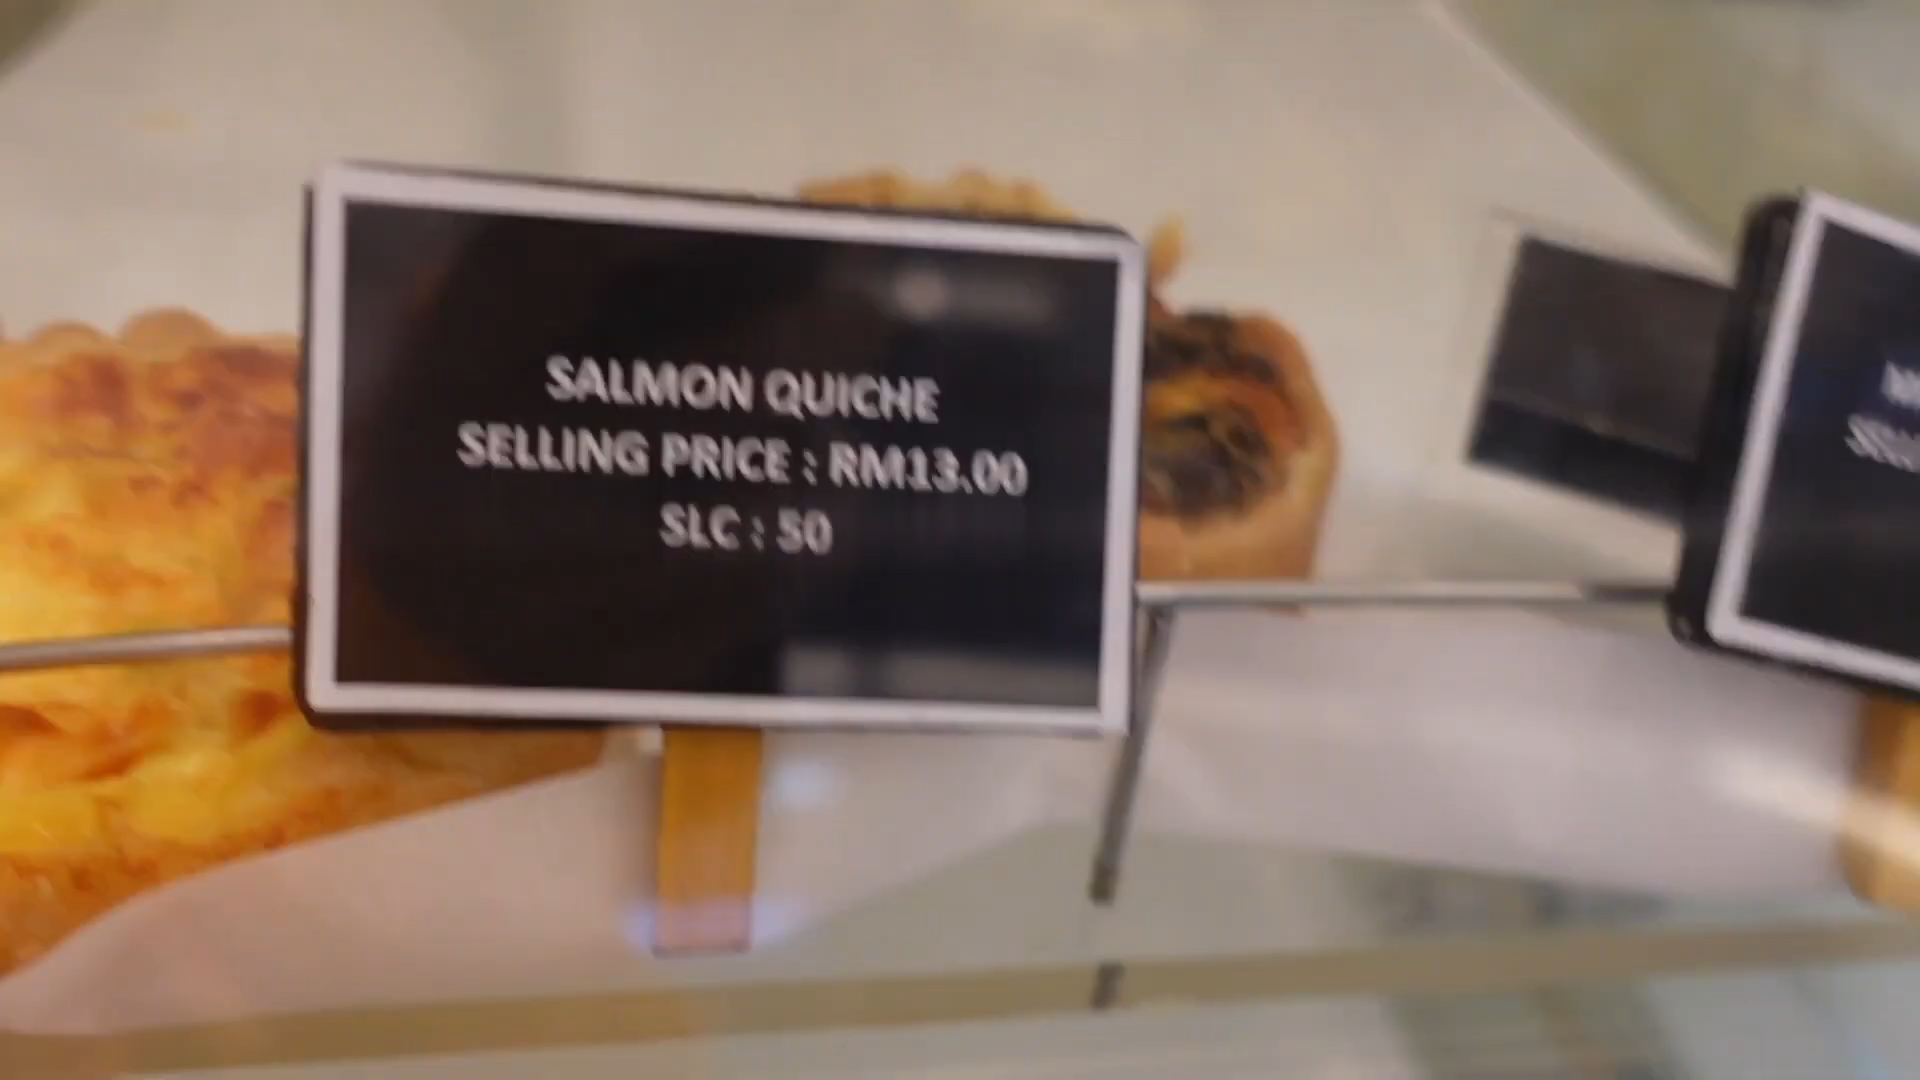 SALMON QUICHE
SELLING PRICE : RM13.00
SLC : 50